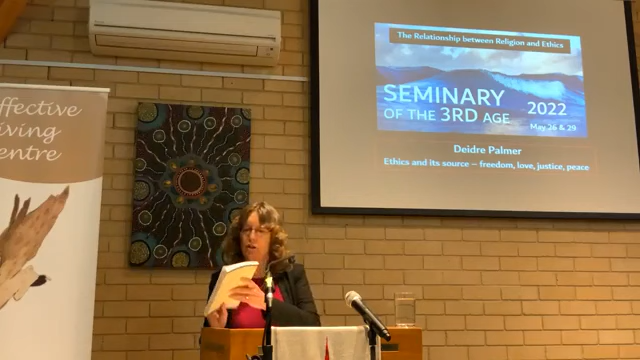 ffective
iving
entre
The Relationship between Religion and Ethics
SEMINARY
OF THE 3RD AGE
2022
May 26 & 29
Deidre Palmer
Ethics and its source – freedom, love, justice, peace